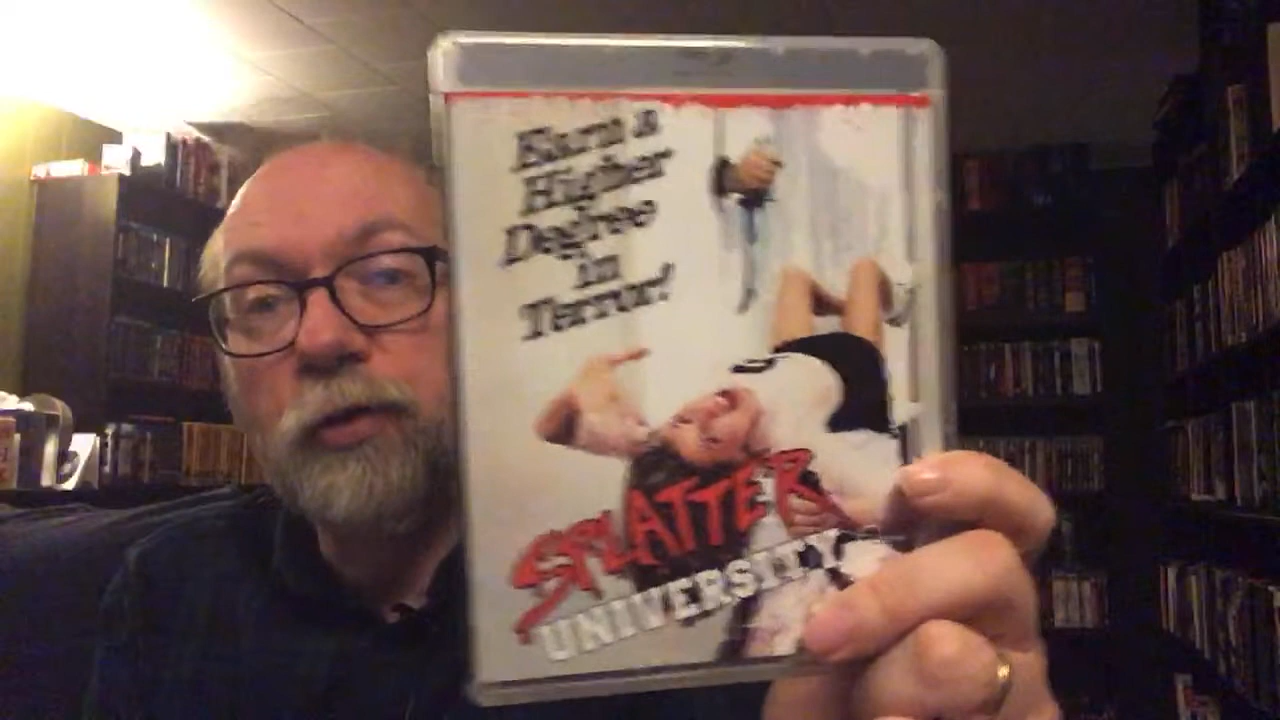 Earn a
Higher
Degree
in
Terror!
SPLATTER
UNIVERSITY